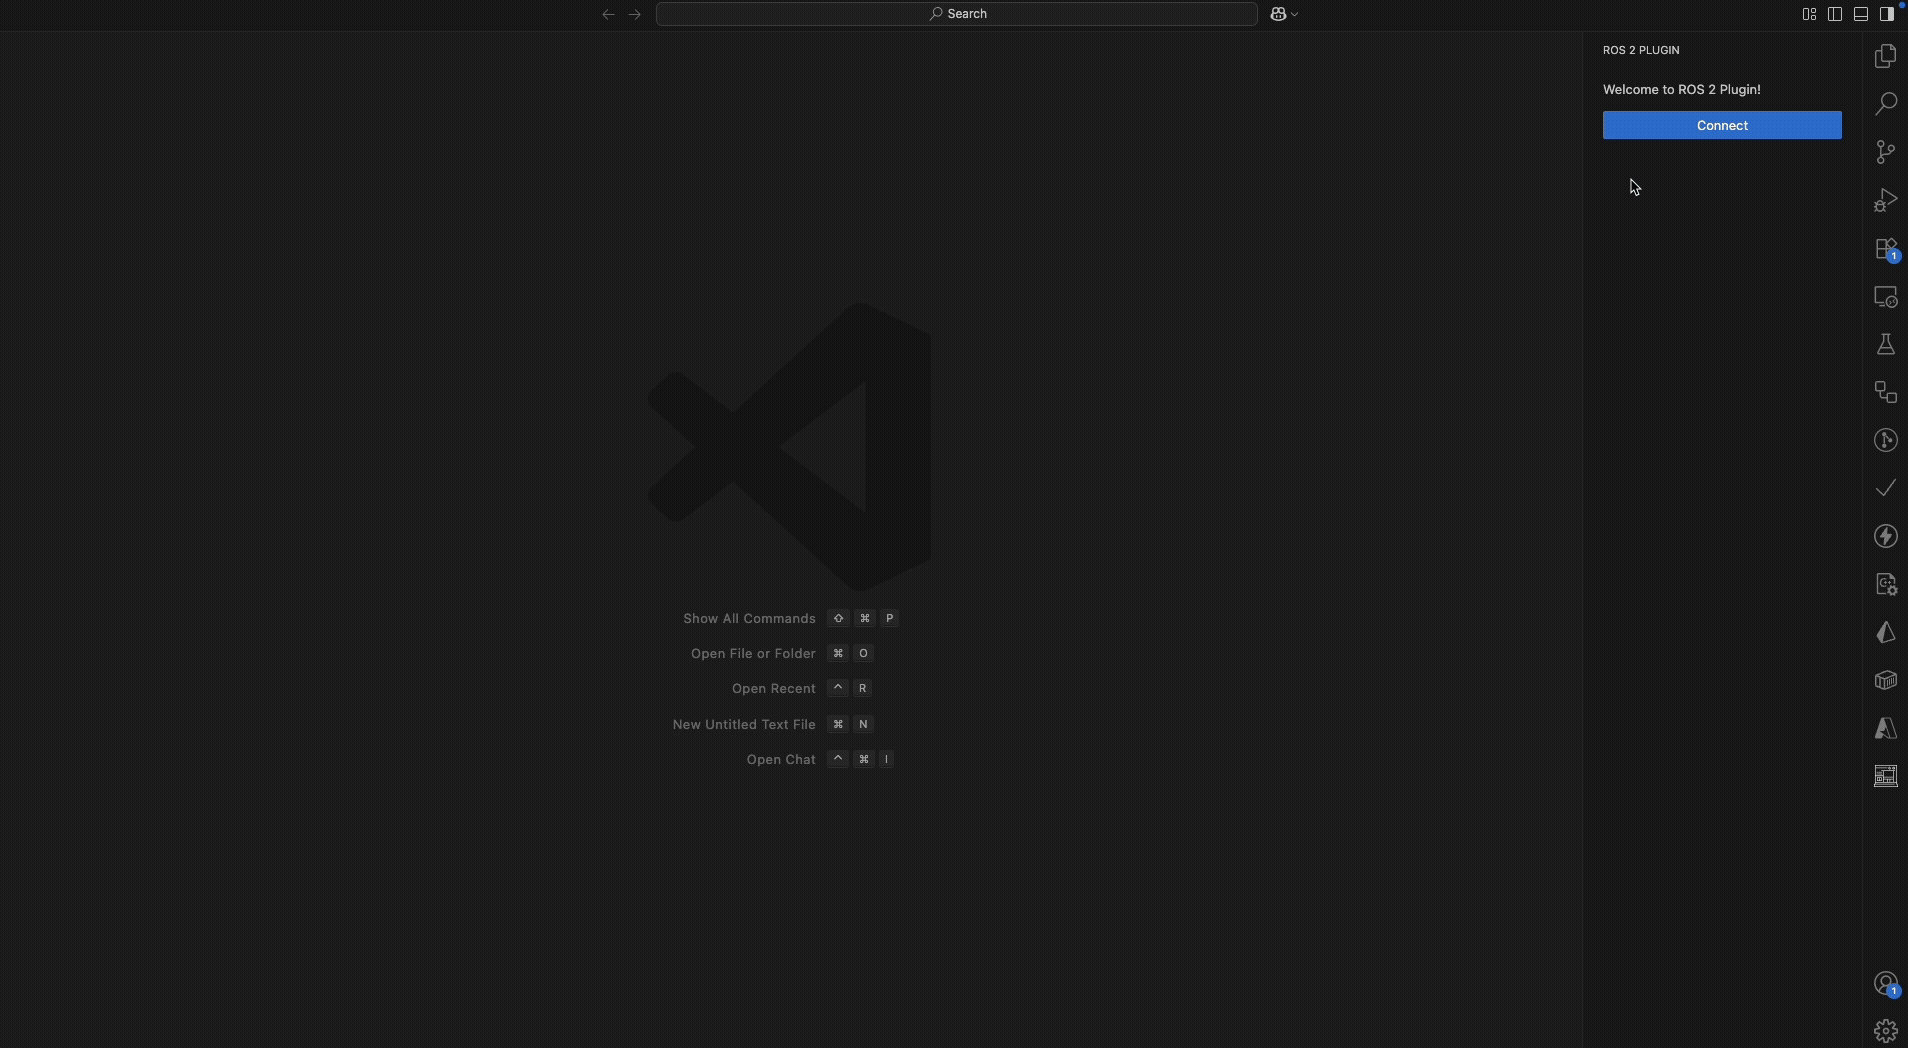 Search
ROS 2 PLUGIN
Welcome to ROS 2 Plugin!
Connect
1
Show All Commands ⇧ ⌘ P
Open File or Folder ⌘ O
Open Recent ^ R
New Untitled Text File ⌘ N
Open Chat ^ ⌘ I
1